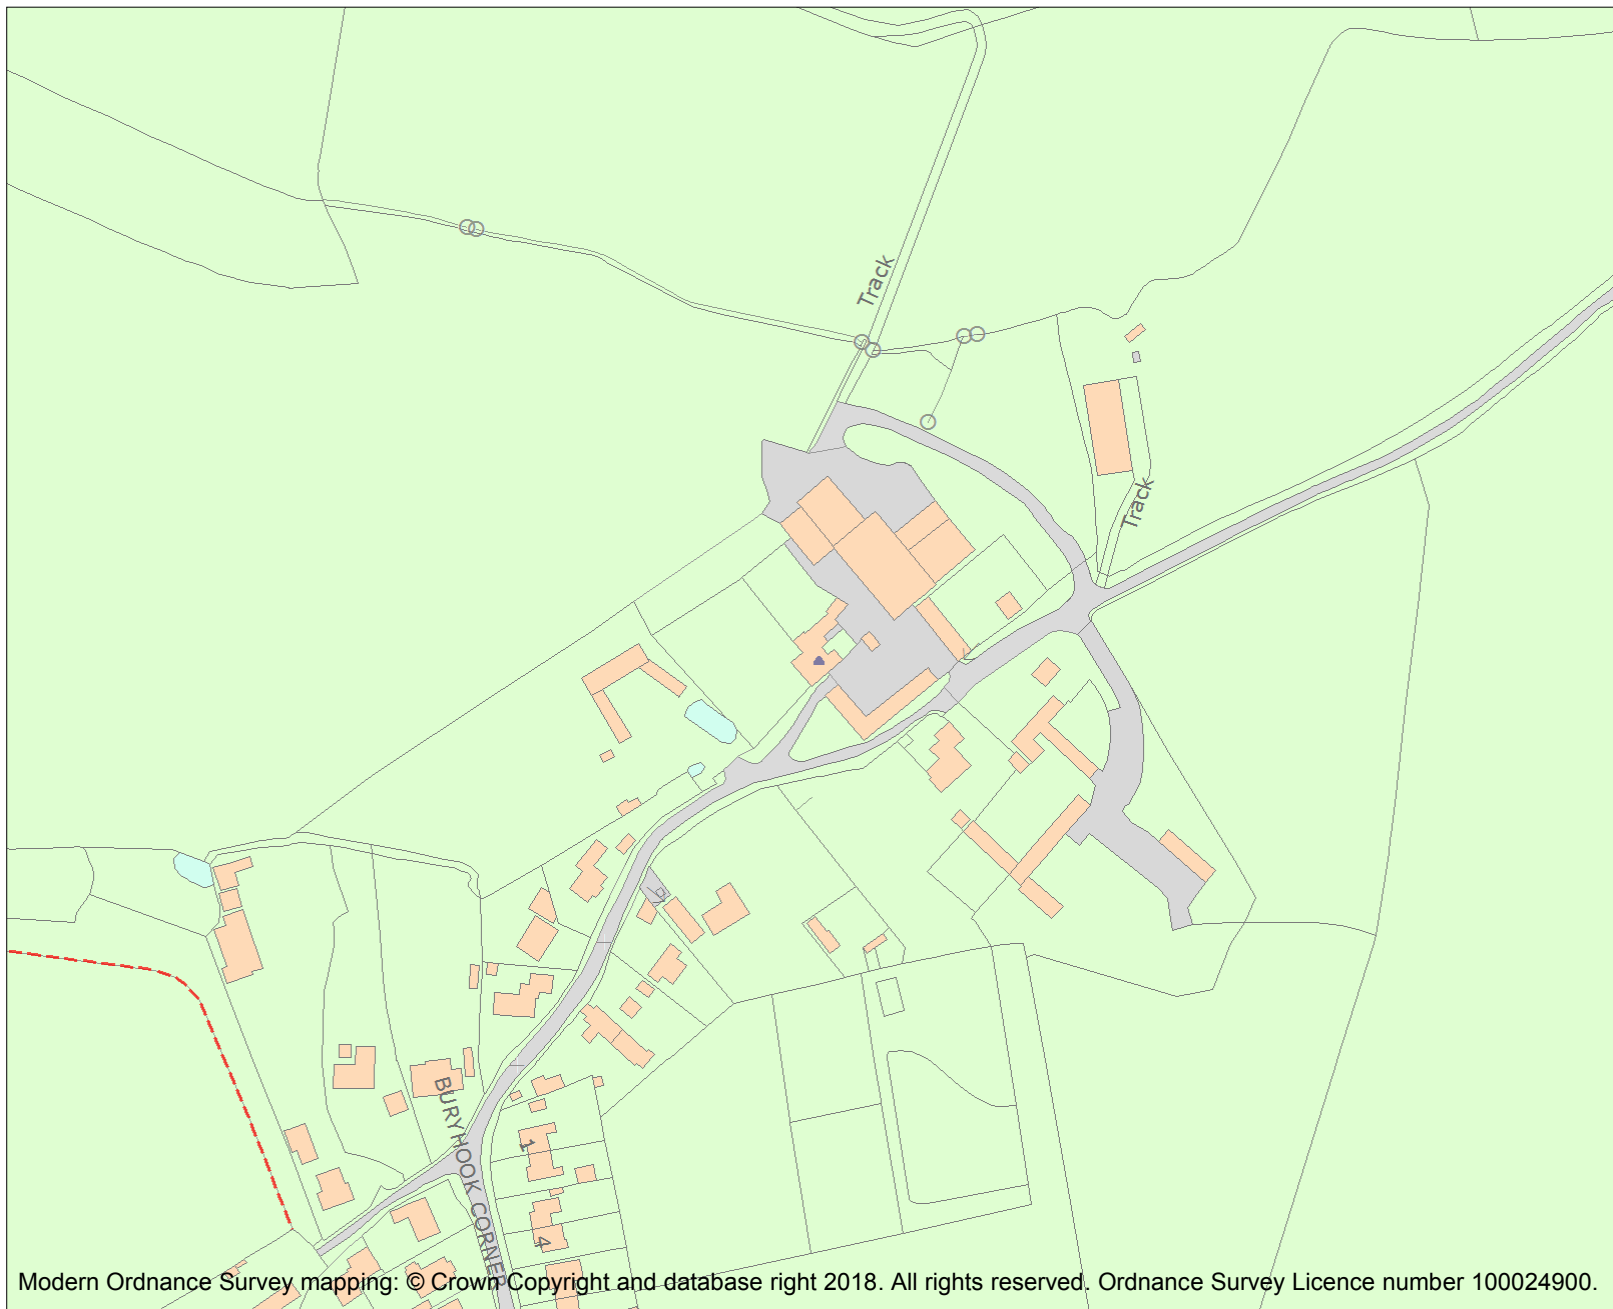 Track
Track
BURYHOOK CORNER
1
4
Modern Ordnance Survey mapping: © Crown Copyright and database right 2018. All rights reserved. Ordnance Survey Licence number 100024900.